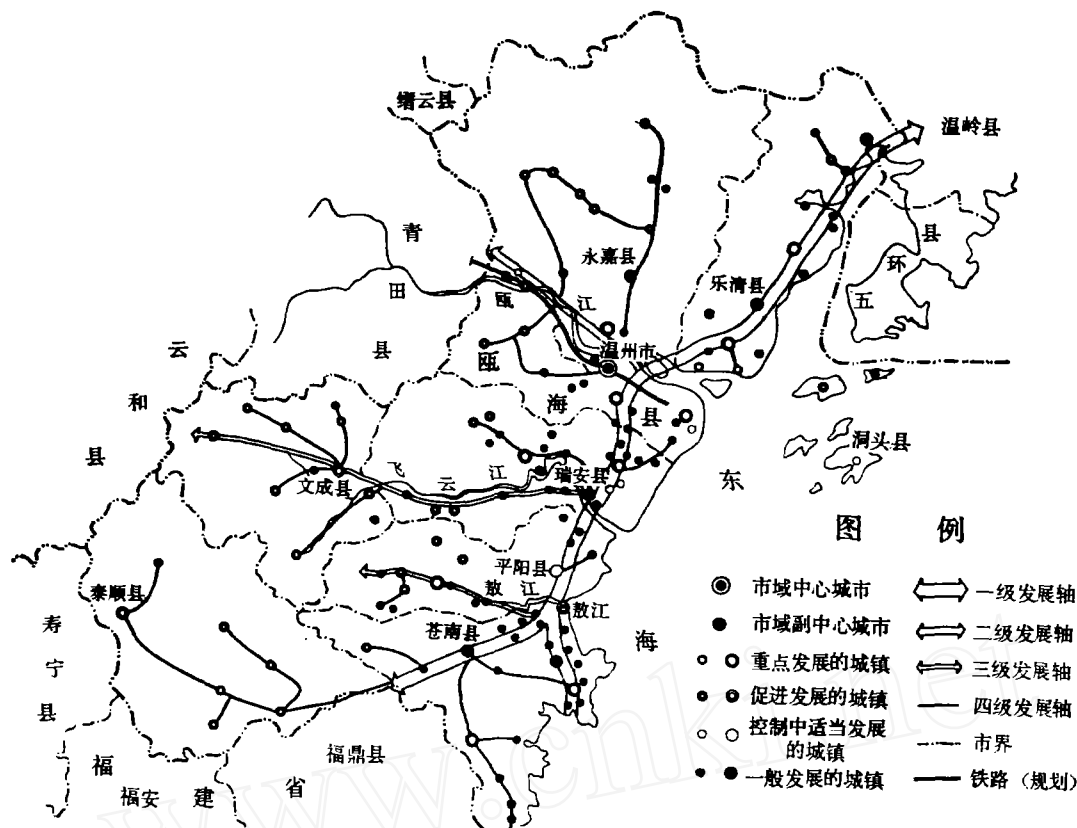 缙云县
温岭县
青
田
县
永嘉县
乐清县
县
环
五
瓯
江
云
和
县
瓯
海
县
温州市
洞头县
飞
云
江
文成县
瑞安县
东
海
平阳县
敖江
敖江
泰顺县
苍南县
寿
宁
县
福鼎县
福
建
省
福安
图 例
市域中心城市
市域副中心城市
重点发展的城镇
促进发展的城镇
控制中适当发展
的城镇
一般发展的城镇
一级发展轴
二级发展轴
三级发展轴
四级发展轴
市界
铁路（规划）
www.cnki.net